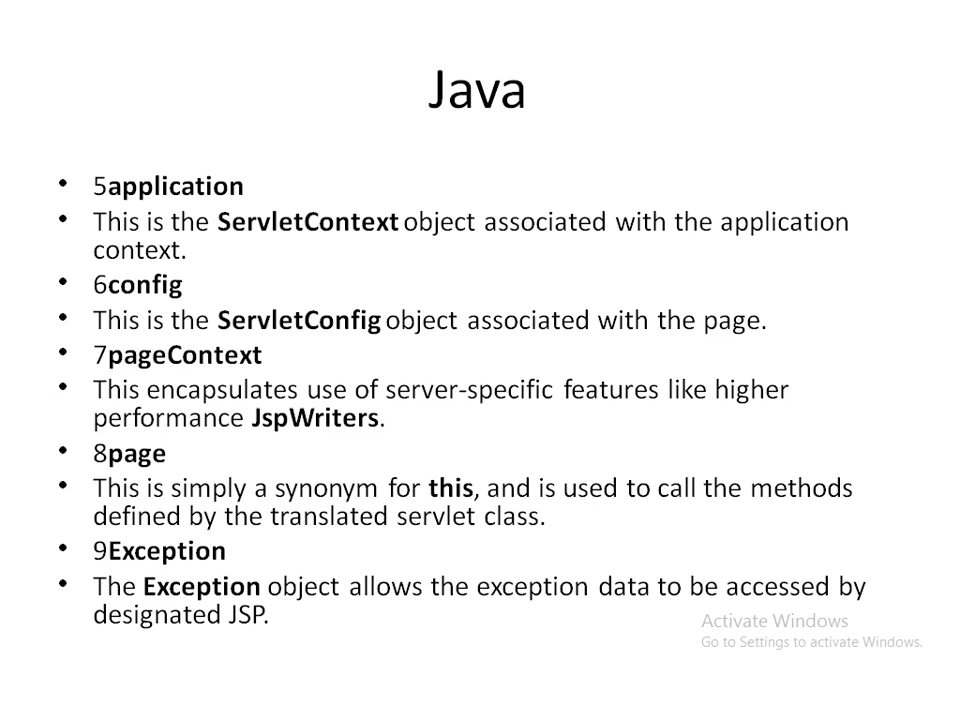 Java
• 5application
• This is the ServletContext object associated with the application
context.
• 6config
• This is the ServletConfig object associated with the page.
• 7pageContext
• This encapsulates use of server-specific features like higher
performance JspWriters.
• 8page
• This is simply a synonym for this, and is used to call the methods
defined by the translated servlet class.
• 9Exception
• The Exception object allows the exception data to be accessed by
designated JSP.
Activate Windows
Go to Settings to activate Windows.